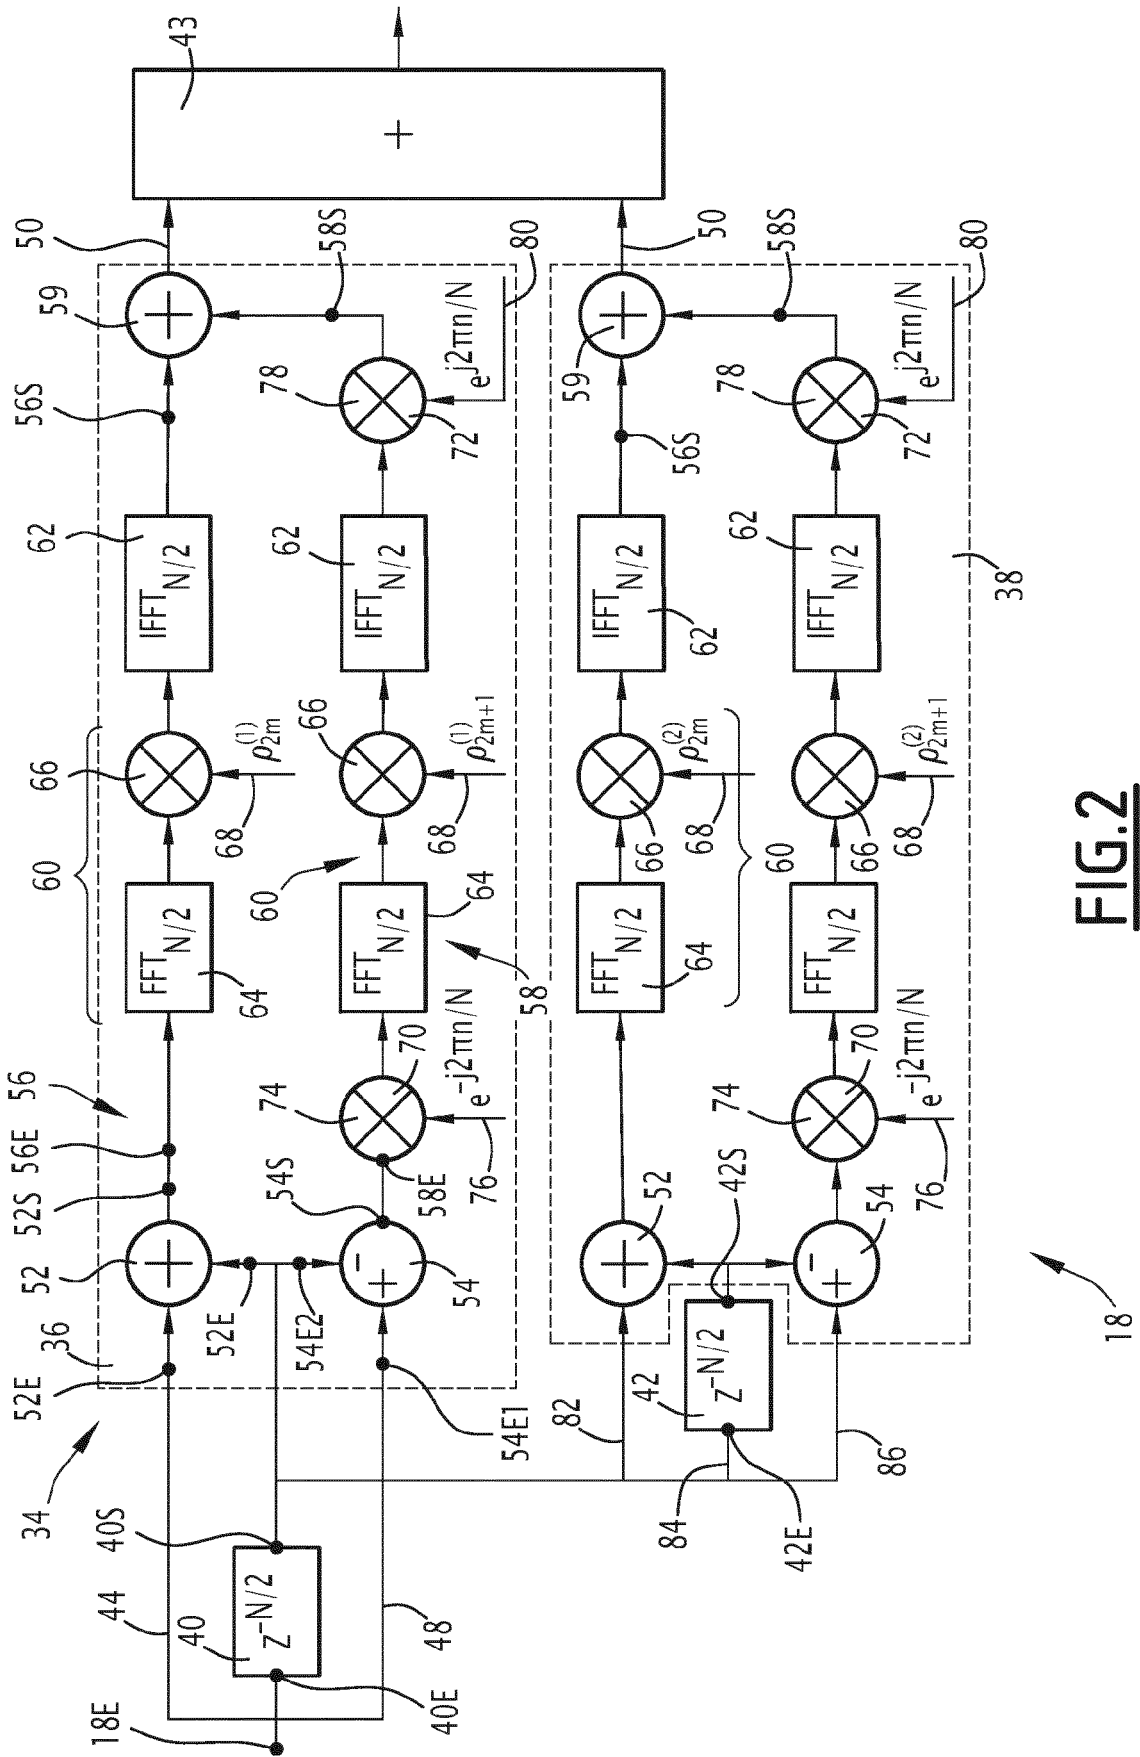 43
+
50
59
58S
56S
80
e^{j2πn/N}
78
72
62
IFFT_{N/2}
62
IFFT_{N/2}
66
60
68
ρ_{2m}^{(1)}
66
68
ρ_{2m+1}^{(1)}
60
FFT_{N/2}
64
FFT_{N/2}
64
58
56
56E
52S
52
74
70
e^{-j2πn/N}
76
54S
58E
54
-
+
52E
54E2
36
52E
54E1
34
40S
44
40
Z^{-N/2}
48
18E
40E
50
59
58S
56S
80
e^{j2πn/N}
78
72
IFFT_{N/2}
62
62
IFFT_{N/2}
38
66
68
ρ_{2m}^{(2)}
60
66
68
ρ_{2m+1}^{(2)}
FFT_{N/2}
64
FFT_{N/2}
74
70
e^{-j2πn/N}
76
52
42S
54
-
+
42
Z^{-N/2}
82
84
42E
86
18
FIG.2